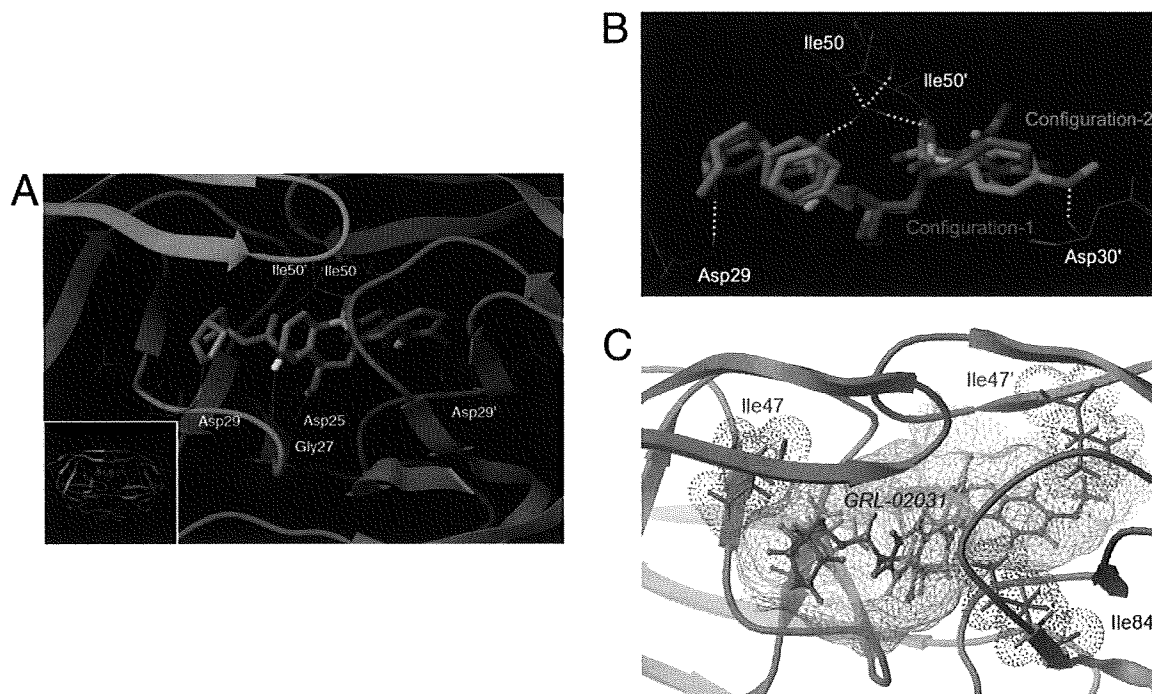 A
Ile50' Ile50
Asp29
Asp25
Asp29'
Gly27
B
Ile50
Ile50'
Configuration-2
Configuration-1
Asp29
Asp30'
C
Ile47
Ile47'
GRL-02031
Ile84